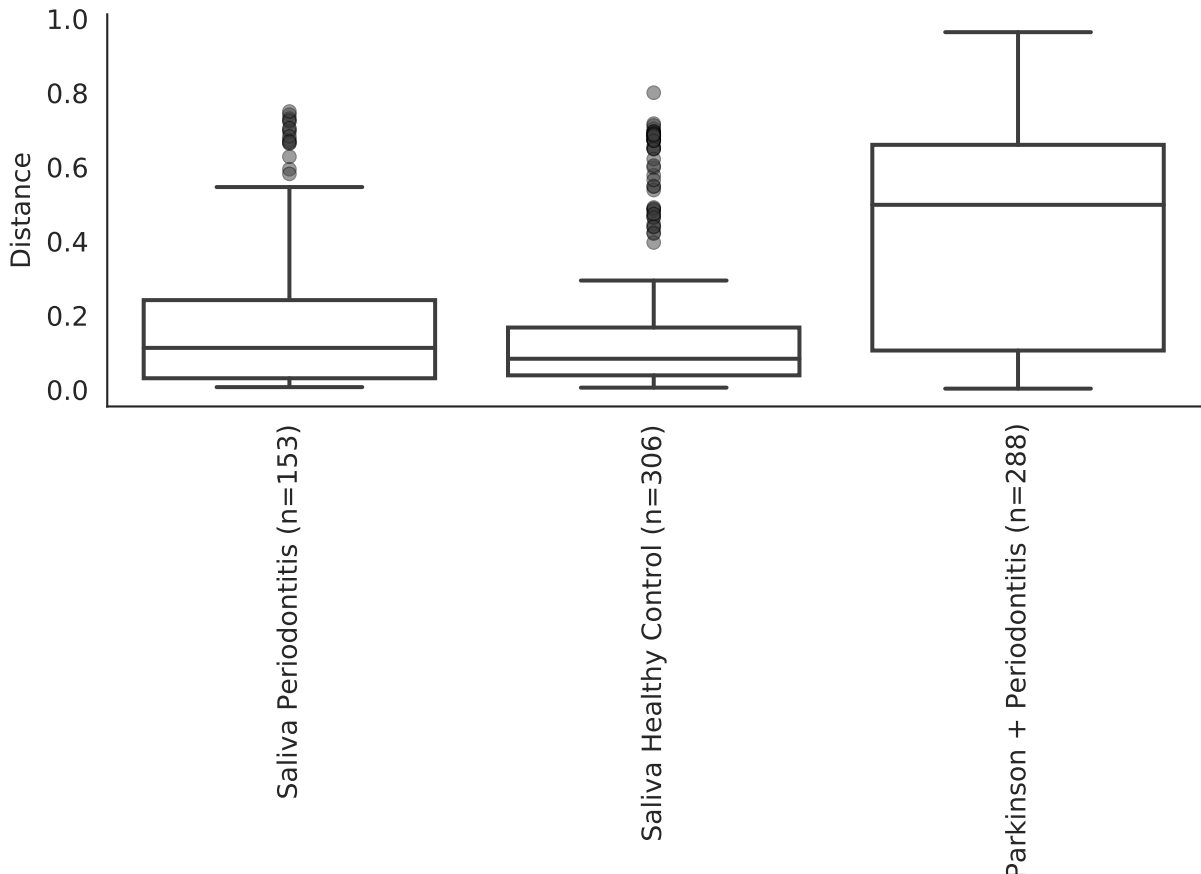 1.0
0.8
0.6
0.4
0.2
0.0
Distance
Saliva Periodontitis (n=153)
Saliva Healthy Control (n=306)
Parkinson + Periodontitis (n=288)